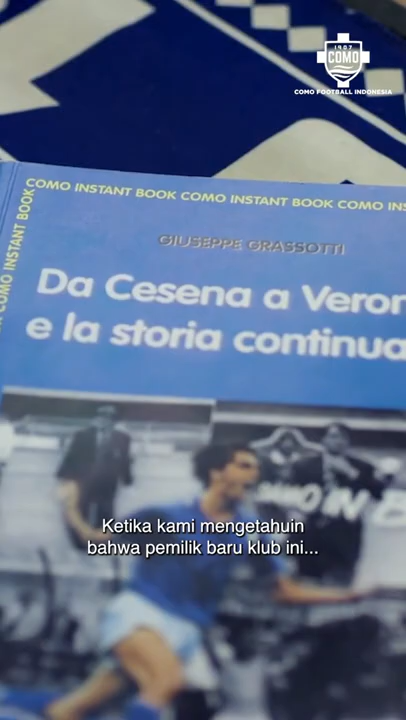 1907
COMO
COMO FOOTBALL INDONESIA
COMO INSTANT BOOK COMO INSTANT BOOK COMO INS
COMO INSTANT BOOK
GIUSEPPE GRASSOTTI
Da Cesena a Veron
e la storia continua
Ketika kami mengetahuin
bahwa pemilik baru klub ini...